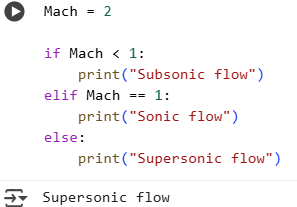 Mach = 2
if Mach < 1:
    print("Subsonic flow")
elif Mach == 1:
    print("Sonic flow")
else:
    print("Supersonic flow")
Supersonic flow